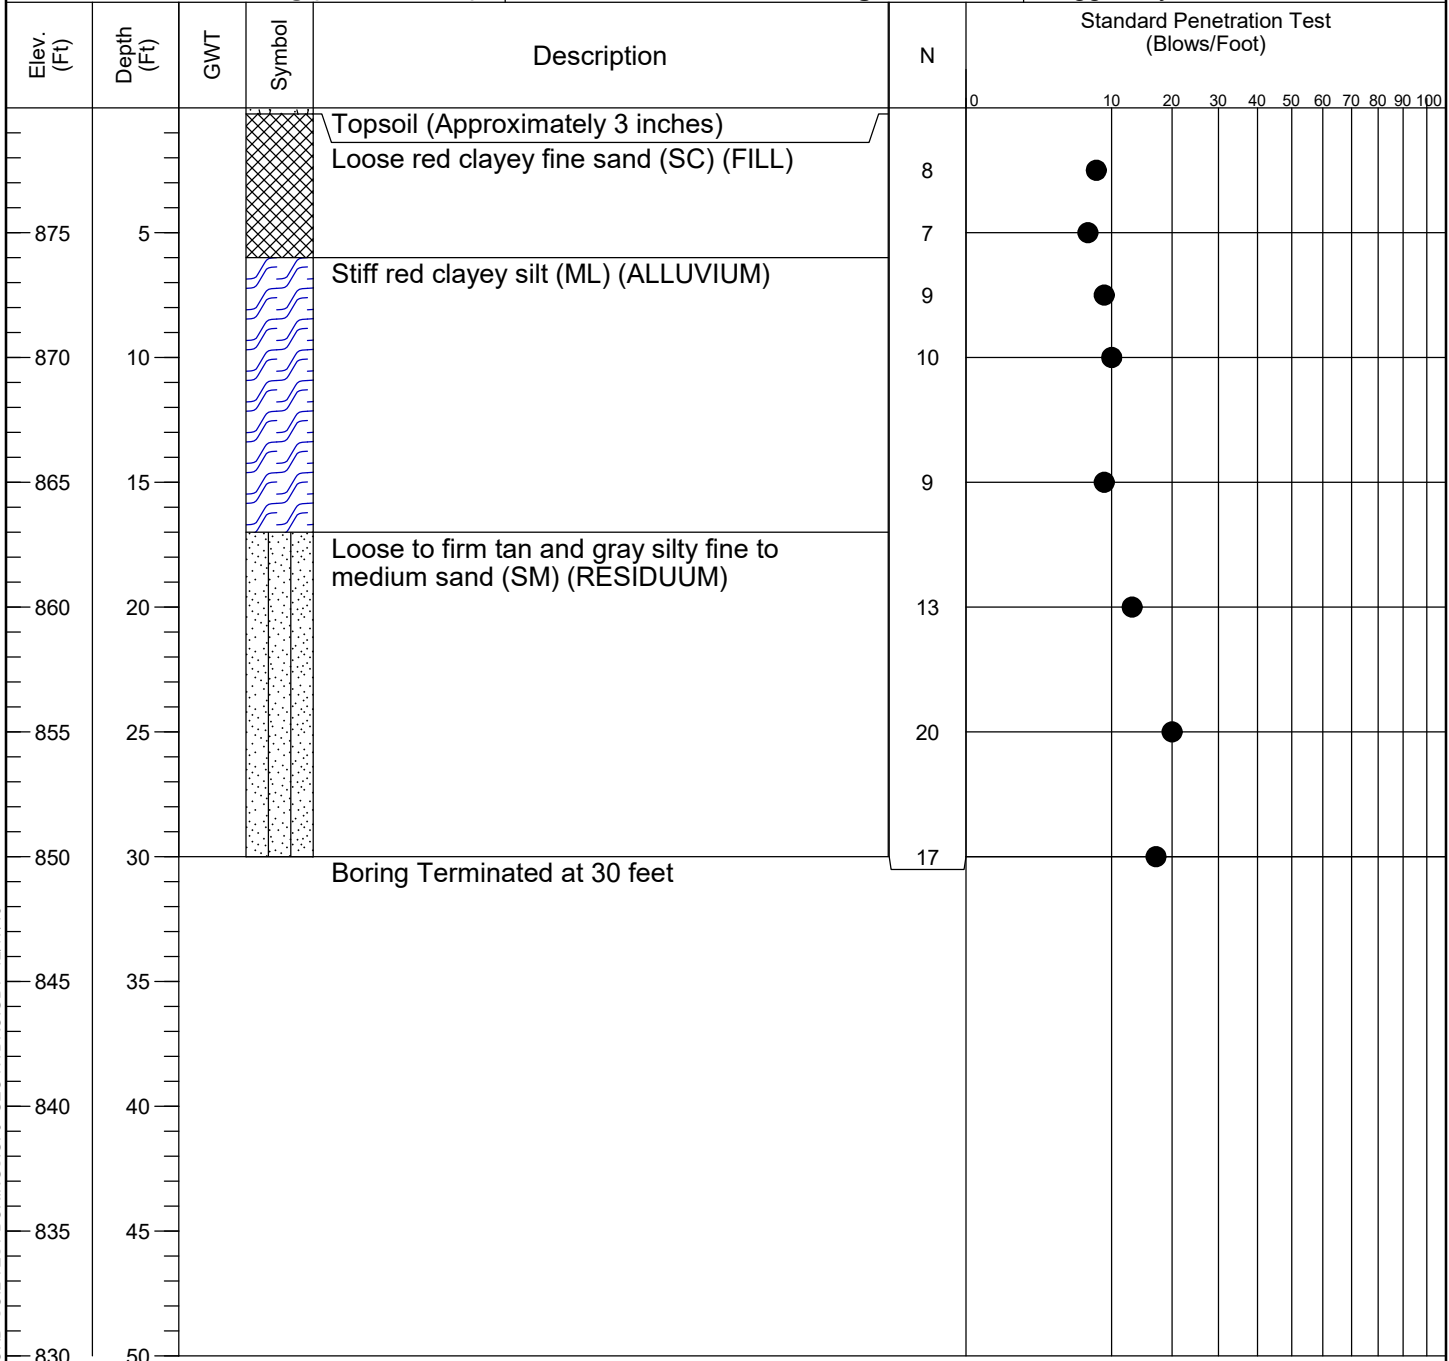 Elev.
(Ft)
Depth
(Ft)
GWT
Symbol
Description
N
Standard Penetration Test
(Blows/Foot)
0 10 20 30 40 50 60 70 80 90 100
Topsoil (Approximately 3 inches)
Loose red clayey fine sand (SC) (FILL)
8
875 5 7
Stiff red clayey silt (ML) (ALLUVIUM)
9
870 10 10
865 15 9
Loose to firm tan and gray silty fine to
medium sand (SM) (RESIDUUM)
860 20 13
855 25 20
850 30 17
Boring Terminated at 30 feet
845 35
840 40
835 45
830 50